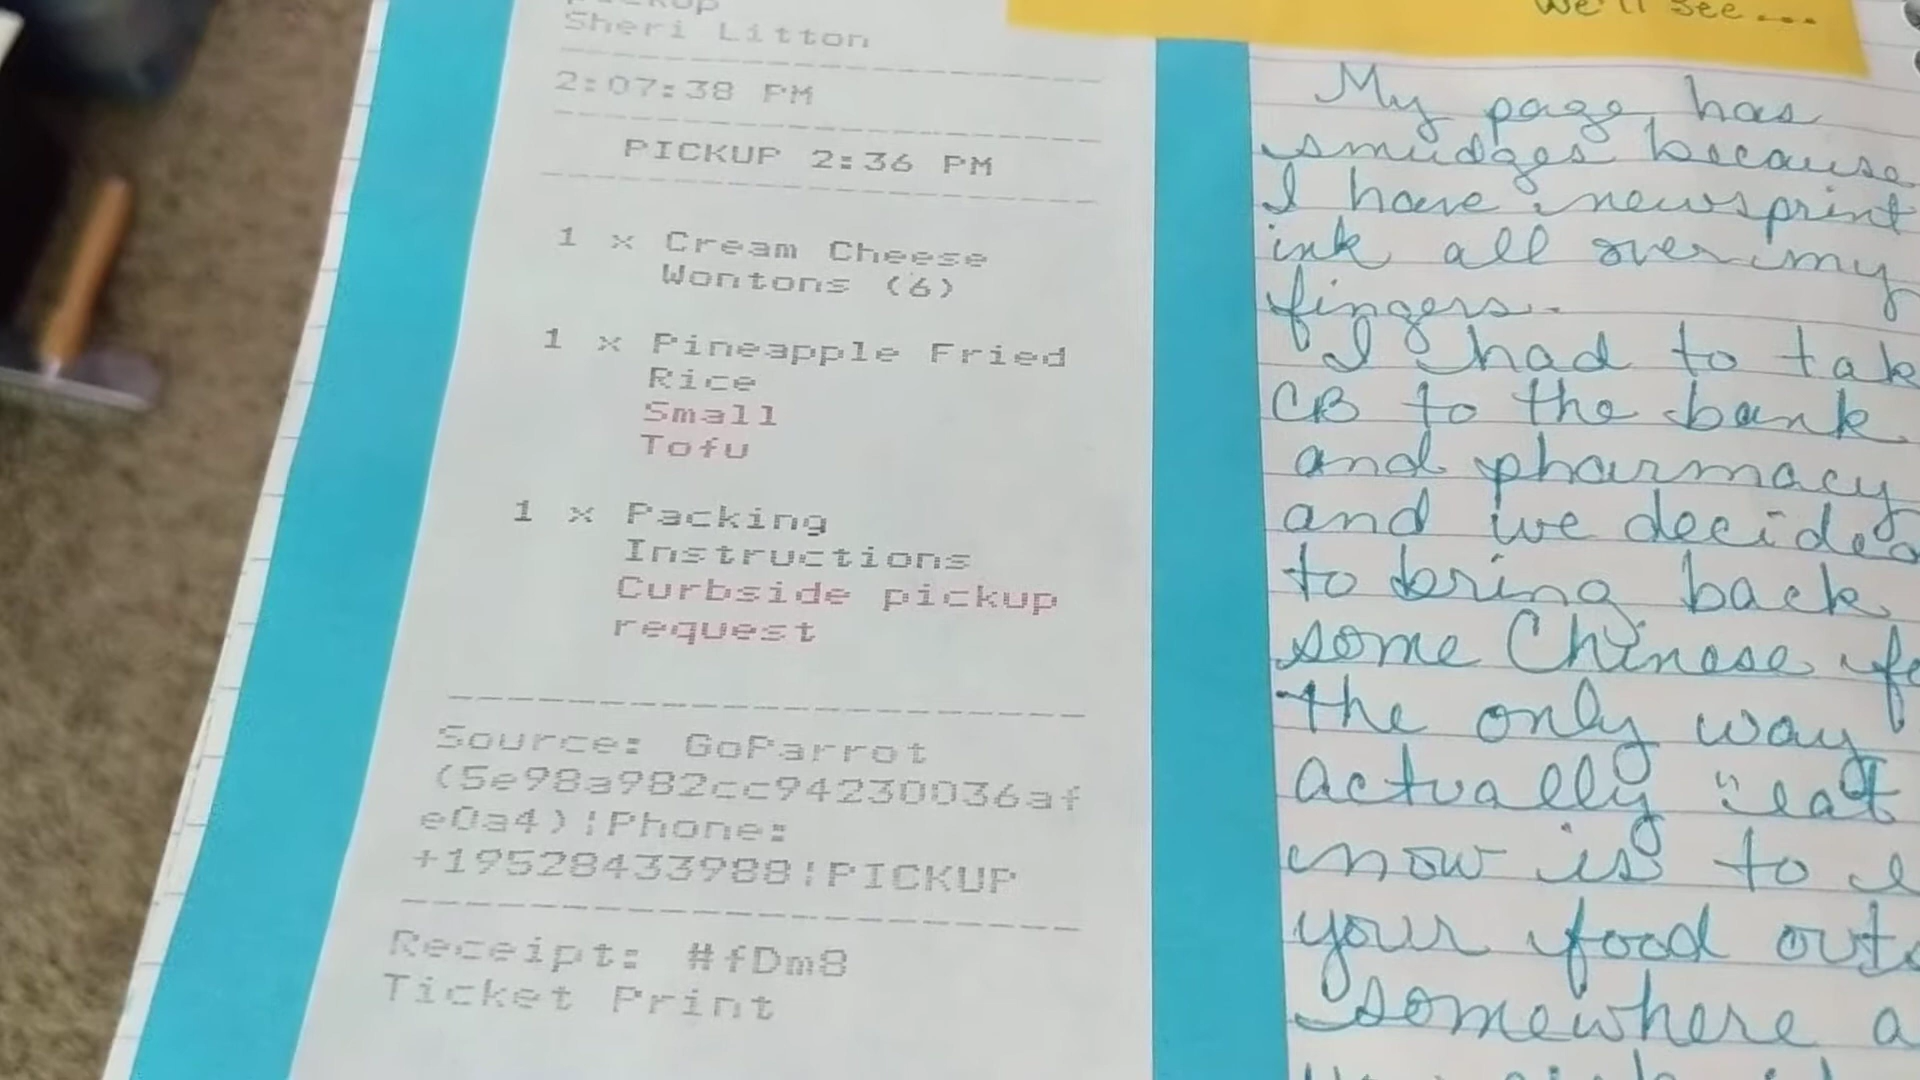 Sheri Litton
2:07:38 PM
PICKUP 2:36 PM
1 x Cream Cheese
Wontons (6)
1 x Pineapple Fried
Rice
Small
Tofu
1 x Packing
Instructions
Curbside pickup
request
Source: GoParrot
(5e98a982cc94230036af
e0a4)|Phone:
+19528433988|PICKUP
Receipt: #fDm8
Ticket Print
We'll see....
My page has
smudges because
I have newsprint
ink all over my
fingers.
I had to
CB to the bank
and pharmacy
and we decided
to bring back
some Chinese
the only way
actually "eat
now is to
your food
somewhere a